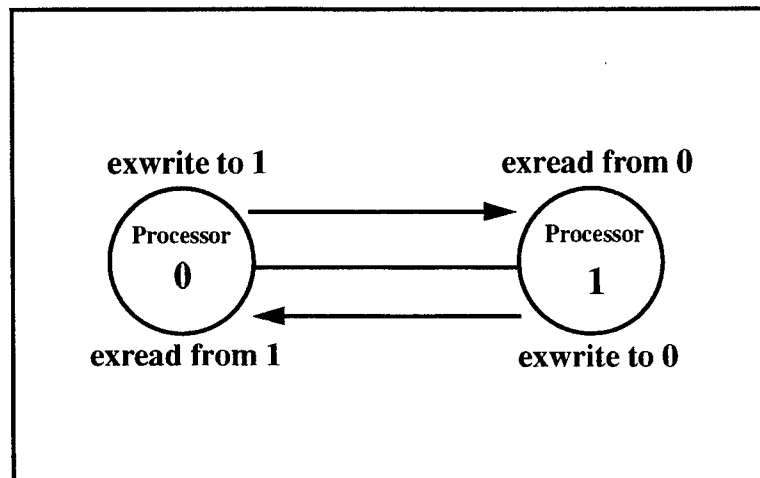 exwrite to 1
exread from 0
Processor
0
Processor
1
exread from 1
exwrite to 0